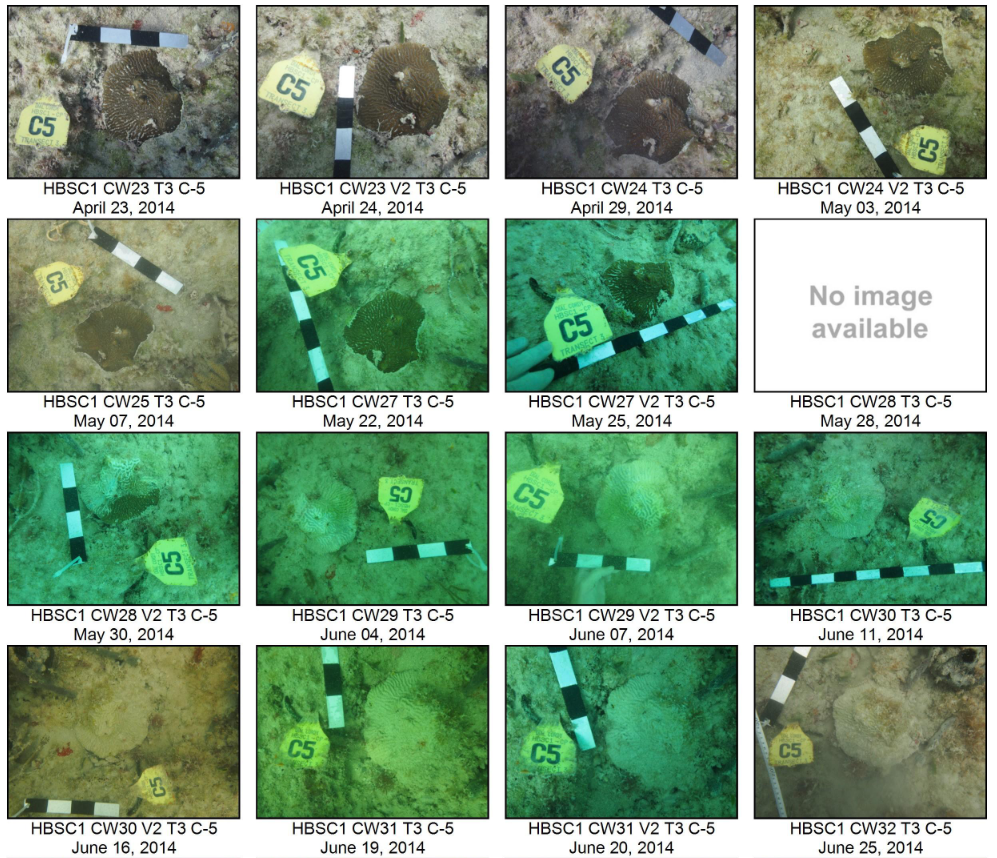 C5
TRANSECT 3
C5
C5
C5
HBSC1 CW23 T3 C-5
April 23, 2014
HBSC1 CW23 V2 T3 C-5
April 24, 2014
HBSC1 CW24 T3 C-5
April 29, 2014
HBSC1 CW24 V2 T3 C-5
May 03, 2014
C5
C5
C5
TRANSECT 3
No image
available
HBSC1 CW25 T3 C-5
May 07, 2014
HBSC1 CW27 T3 C-5
May 22, 2014
HBSC1 CW27 V2 T3 C-5
May 25, 2014
HBSC1 CW28 T3 C-5
May 28, 2014
C5
C5
C5
C5
HBSC1 CW28 V2 T3 C-5
May 30, 2014
HBSC1 CW29 T3 C-5
June 04, 2014
HBSC1 CW29 V2 T3 C-5
June 07, 2014
HBSC1 CW30 T3 C-5
June 11, 2014
C5
C5
C5
C5
HBSC1 CW30 V2 T3 C-5
June 16, 2014
HBSC1 CW31 T3 C-5
June 19, 2014
HBSC1 CW31 V2 T3 C-5
June 20, 2014
HBSC1 CW32 T3 C-5
June 25, 2014